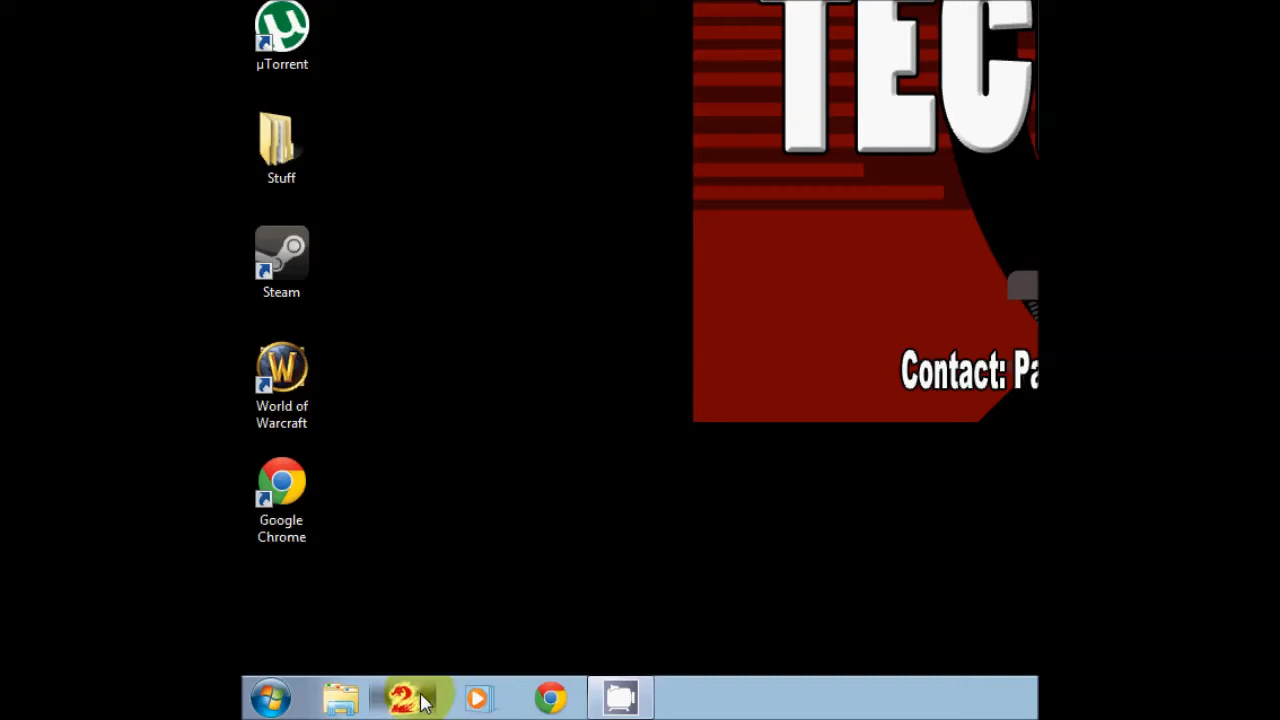 µTorrent
TEC
Stuff
Steam
Contact: Pa
World of
Warcraft
Google
Chrome